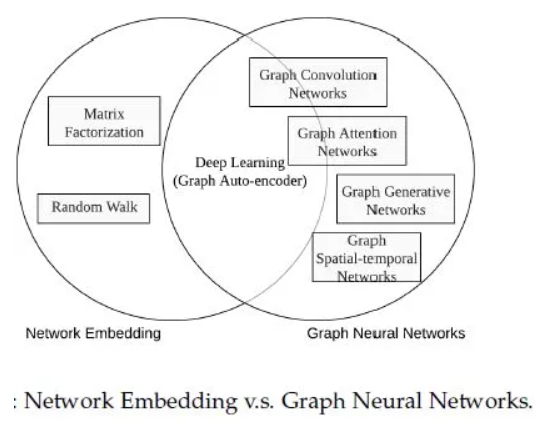 Graph Convolution
Networks
Matrix
Factorization
Graph Attention
Networks
Deep Learning
(Graph Auto-encoder)
Graph Generative
Networks
Random Walk
Graph
Spatial-temporal
Networks
Network Embedding
Graph Neural Networks
: Network Embedding v.s. Graph Neural Networks.